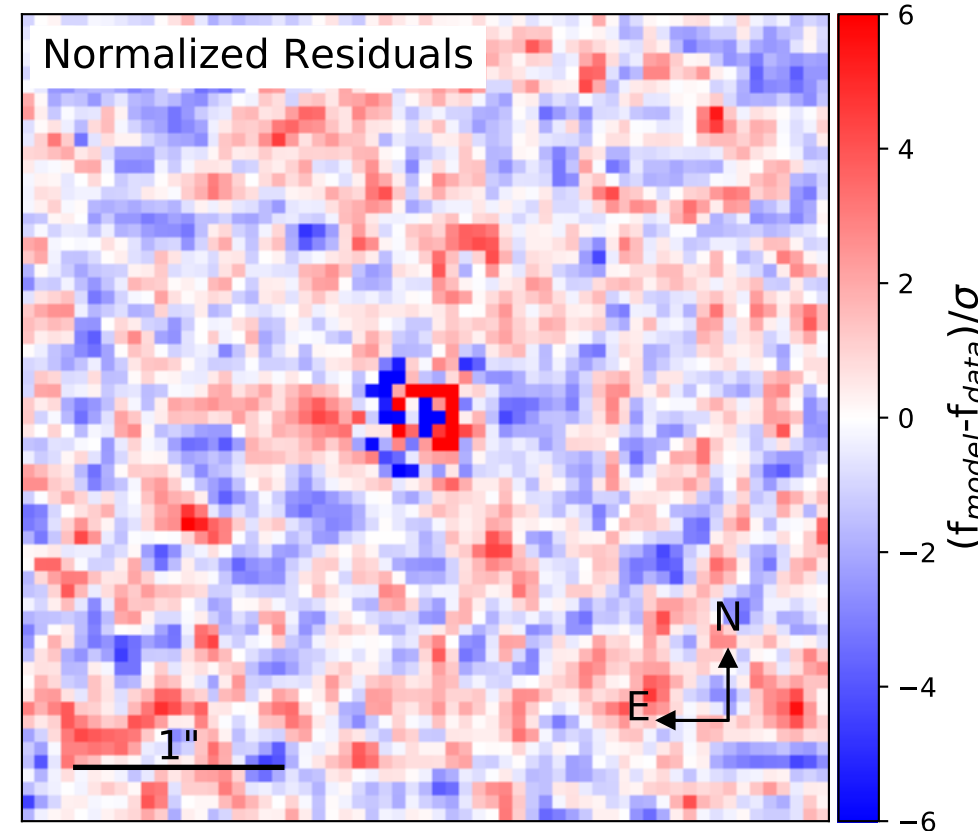 Normalized Residuals
6
4
2
0
−2
−4
−6
(f_model-f_data)/σ
N
E
1"